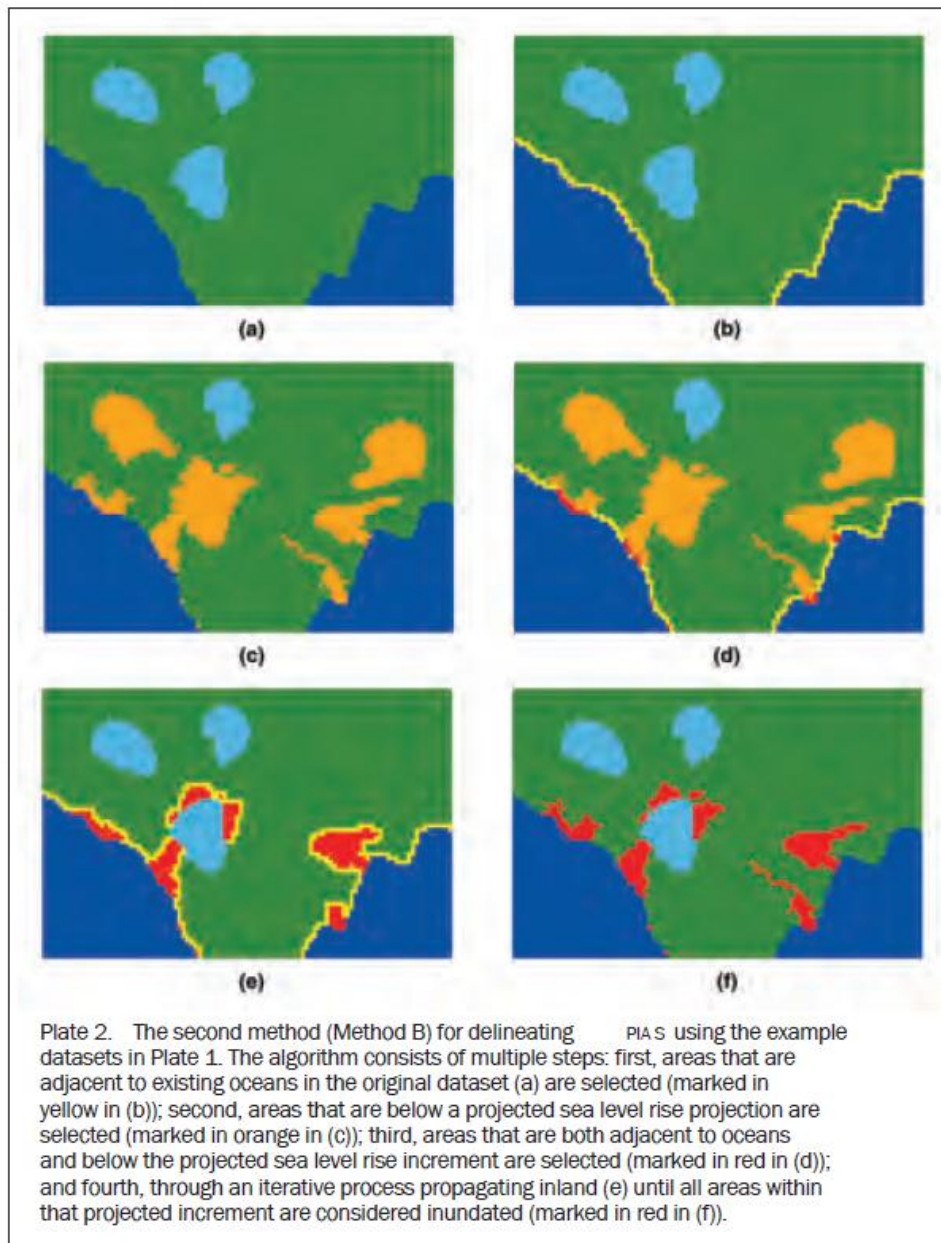 (a)
(b)
(c)
(d)
(e)
(f)
Plate 2. The second method (Method B) for delineating PIAS using the example
datasets in Plate 1. The algorithm consists of multiple steps: first, areas that are
adjacent to existing oceans in the original dataset (a) are selected (marked in
yellow in (b)); second, areas that are below a projected sea level rise projection are
selected (marked in orange in (c)); third, areas that are both adjacent to oceans
and below the projected sea level rise increment are selected (marked in red in (d));
and fourth, through an iterative process propagating inland (e) until all areas within
that projected increment are considered inundated (marked in red in (f)).